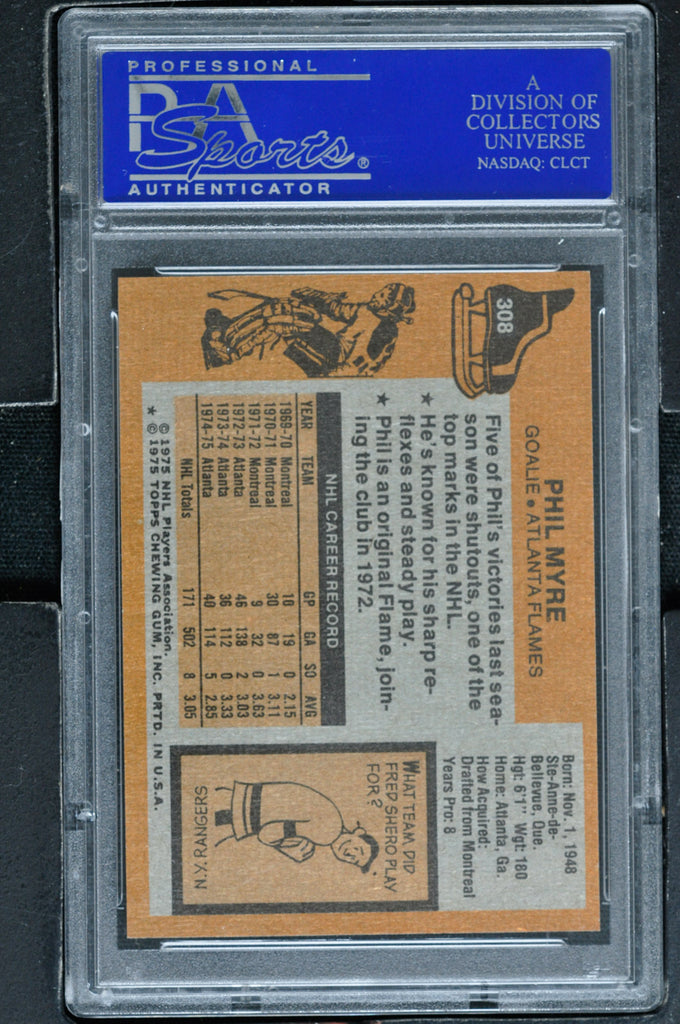 PROFESSIONAL
PSA
Sports®
AUTHENTICATOR
A
DIVISION OF
COLLECTORS
UNIVERSE
NASDAQ: CLCT
308
PHIL MYRE
GOALIE • ATLANTA FLAMES
Five of Phil's victories last sea-
son were shutouts, one of the
top marks in the NHL.
★ He's known for his sharp re-
flexes and steady play.
★ Phil is an original Flame, join-
ing the club in 1972.
Born: Nov. 1, 1948
Ste-Anne-de-
Bellevue, Que.
Hgt: 6'1" Wgt: 180
Home: Atlanta, Ga.
How Acquired:
Drafted from Montreal
Years Pro: 8
NHL CAREER RECORD
YEAR TEAM GP GA SO AVG
1969-70 Montreal 10 19 0 2.15
1970-71 Montreal 30 87 1 3.11
1971-72 Montreal 9 32 0 3.63
1972-73 Atlanta 46 138 2 3.03
1973-74 Atlanta 36 112 0 3.33
1974-75 Atlanta 40 114 5 2.85
NHL Totals 171 502 8 3.05
WHAT TEAM DID
FRED SHERO PLAY
FOR?
N.Y. RANGERS
© 1975 NHL Players Association.
★ © 1975 TOPPS CHEWING GUM, INC. PRTD. IN U.S.A.